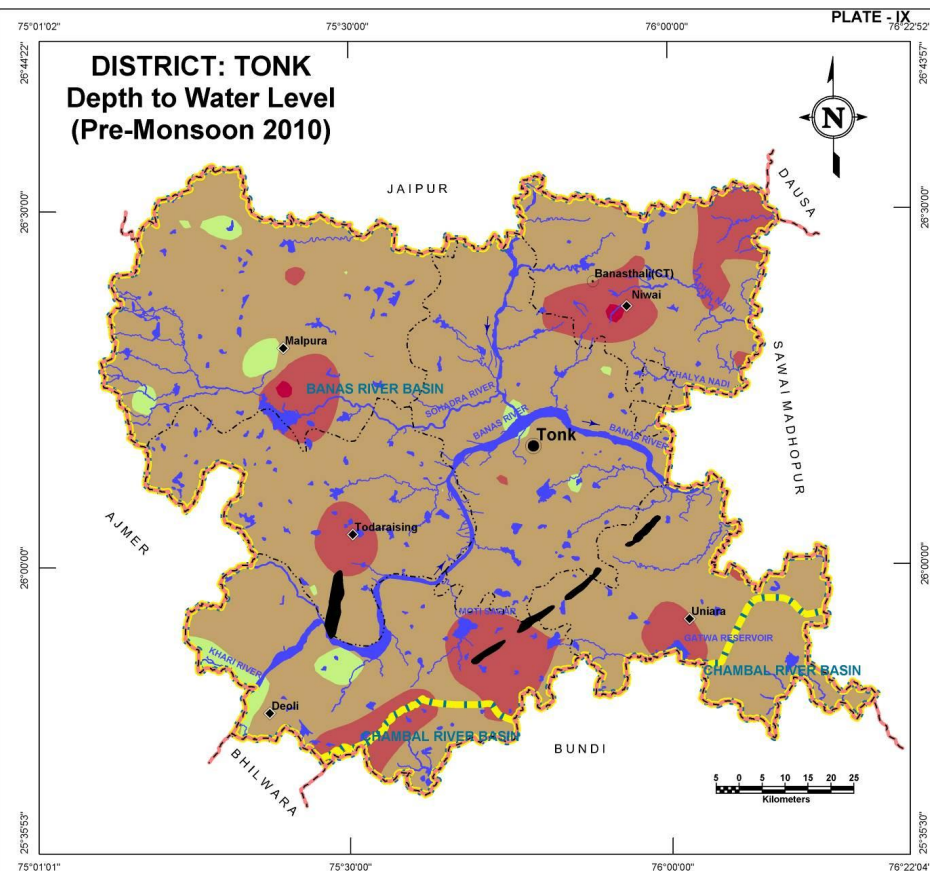 PLATE - IX
75°01'02"
75°30'00"
76°00'00"
76°22'52"
26°44'22"
26°43'57"
DISTRICT: TONK
Depth to Water Level
(Pre-Monsoon 2010)
N
JAIPUR
DAUSA
26°30'00"
26°30'00"
Banasthali(CT)
Niwai
Malpura
KHALYA NADI
BANAS RIVER BASIN
SOHADRA RIVER
SAWAI MADHOPUR
BANAS RIVER
BANAS RIVER
Tonk
AJMER
Todaraising
26°00'00"
26°00'00"
MOTI SAGAR
Uniara
GATWA RESERVOIR
KHARI RIVER
CHAMBAL RIVER BASIN
Deoli
CHAMBAL RIVER BASIN
BUNDI
BHILWARA
5 0 5 10 15 20 25
Kilometers
25°35'53"
25°35'30"
75°01'01"
75°30'00"
76°00'00"
76°22'04"